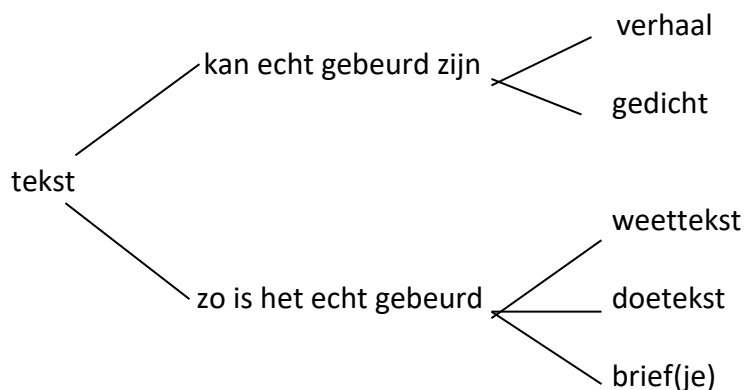 verhaal
kan echt gebeurd zijn
gedicht
tekst
weettekst
zo is het echt gebeurd
doetekst
brief(je)